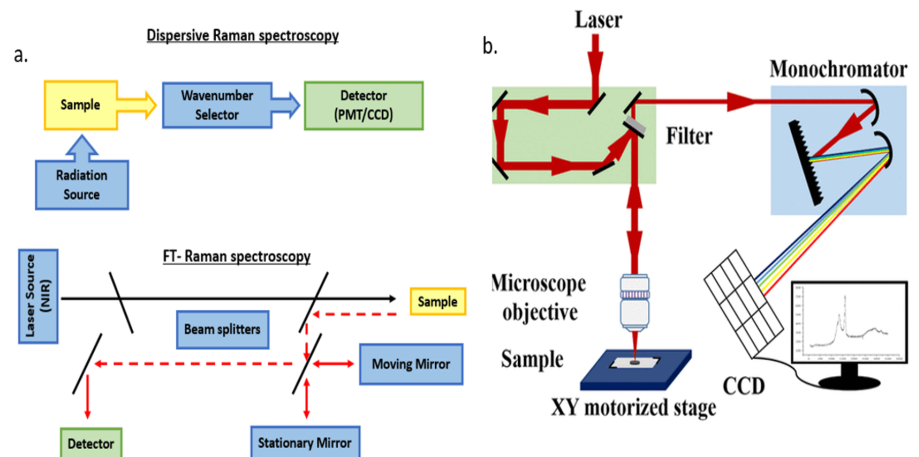 a.
Dispersive Raman spectroscopy
Sample
Wavenumber
Selector
Detector
(PMT/CCD)
Radiation
Source
FT- Raman spectroscopy
Laser Source
(NIR)
Sample
Beam splitters
Moving Mirror
Detector
Stationary Mirror
b.
Laser
Monochromator
Filter
Microscope
objective
Sample
CCD
XY motorized stage